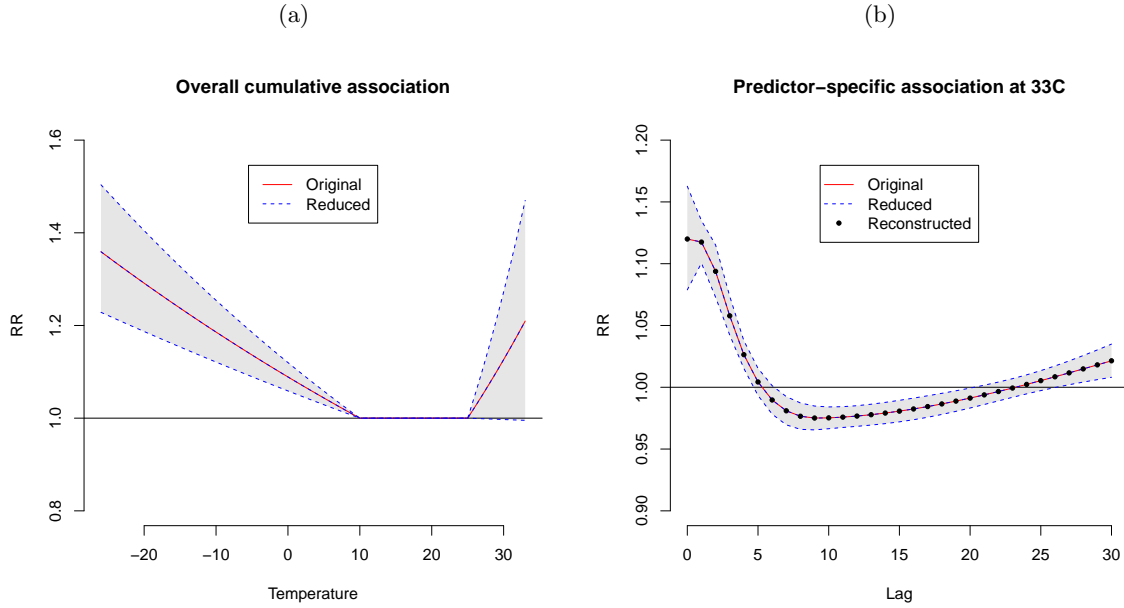 (a)
Overall cumulative association
RR
0.8
1.0
1.2
1.4
1.6
Original
Reduced
−20
−10
0
10
20
30
Temperature
(b)
Predictor−specific association at 33C
RR
0.90
0.95
1.00
1.05
1.10
1.15
1.20
Original
Reduced
Reconstructed
0
5
10
15
20
25
30
Lag